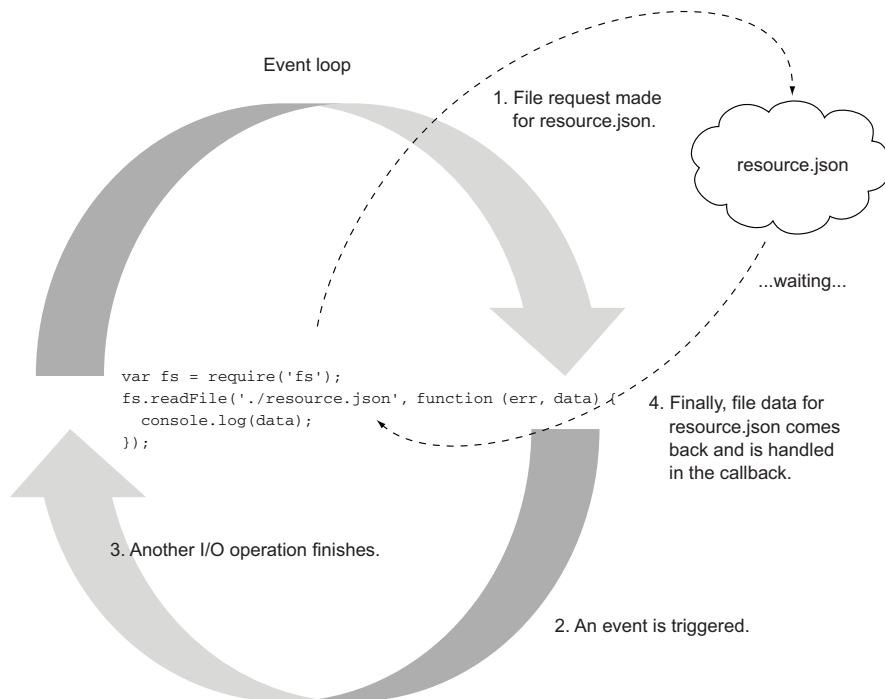 Event loop
1. File request made
for resource.json.
resource.json
...waiting...
var fs = require('fs');
fs.readFile('./resource.json', function (err, data) {
  console.log(data);
});
4. Finally, file data for
resource.json comes
back and is handled
in the callback.
3. Another I/O operation finishes.
2. An event is triggered.